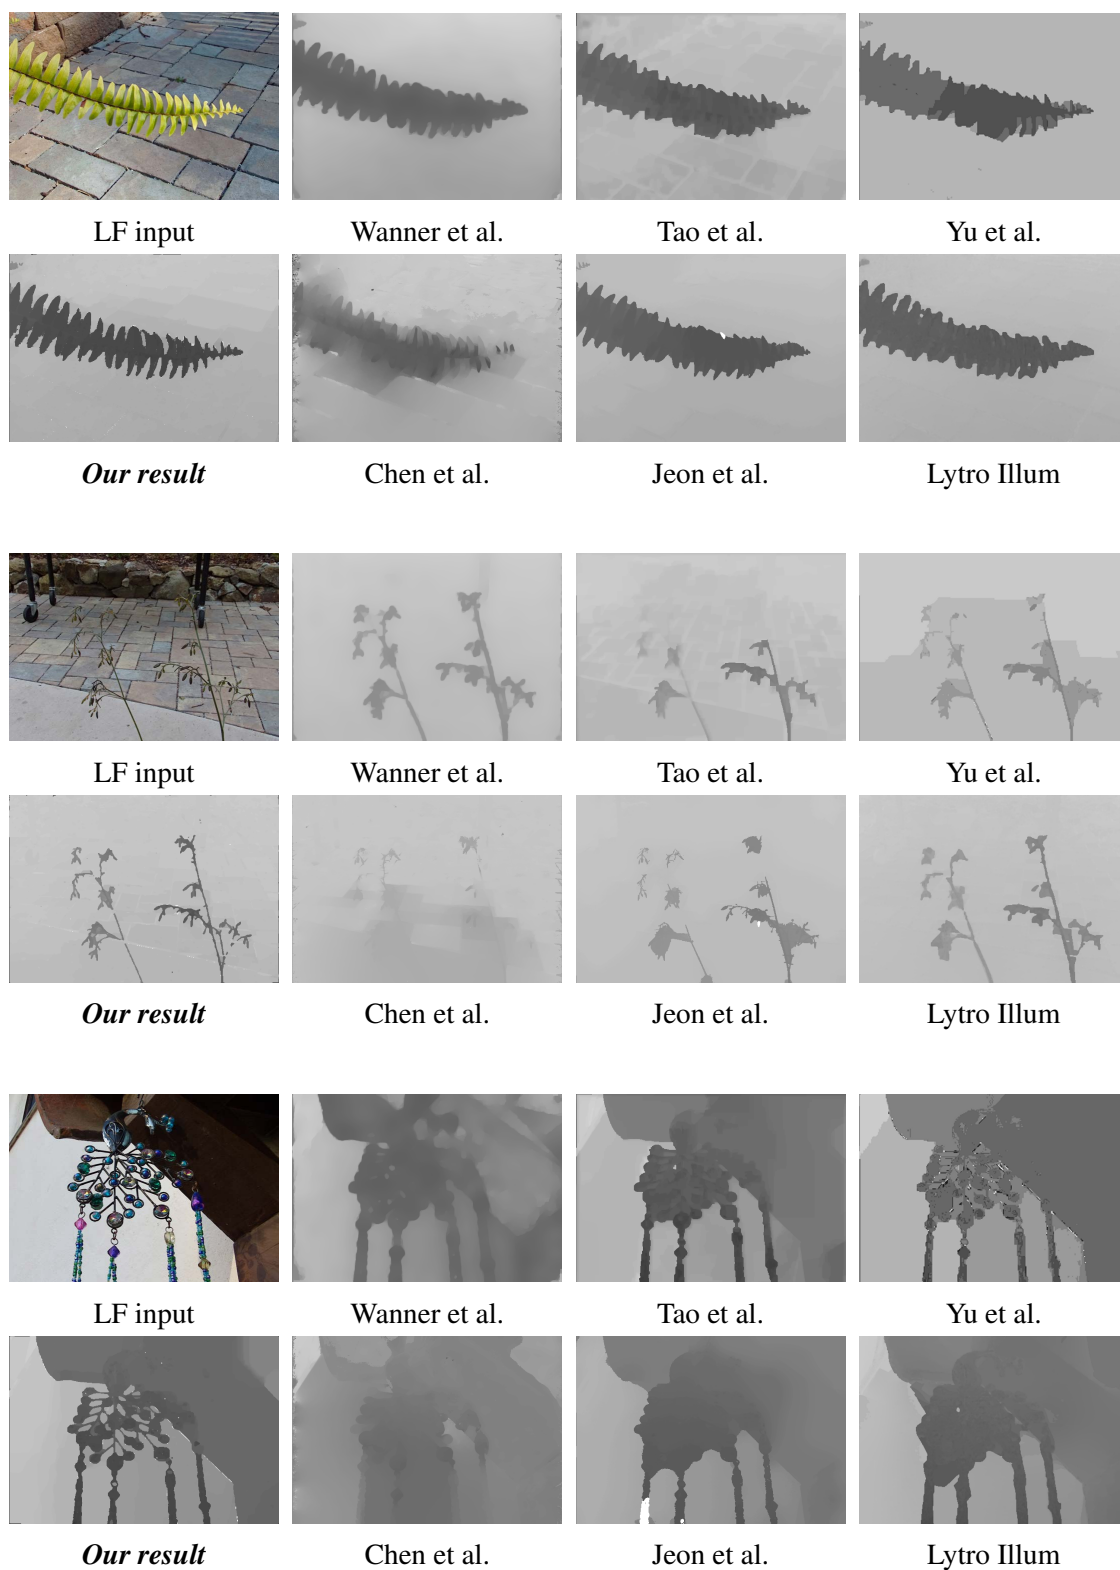 LF input Wanner et al. Tao et al. Yu et al.
Our result Chen et al. Jeon et al. Lytro Illum
LF input Wanner et al. Tao et al. Yu et al.
Our result Chen et al. Jeon et al. Lytro Illum
LF input Wanner et al. Tao et al. Yu et al.
Our result Chen et al. Jeon et al. Lytro Illum